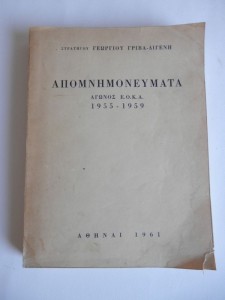 ΣΤΡΑΤΗΓΟΥ ΓΕΩΡΓΙΟΥ ΓΡΙΒΑ-ΔΙΓΕΝΗ
ΑΠΟΜΝΗΜΟΝΕΥΜΑΤΑ
ΑΓΩΝΟΣ Ε.Ο.Κ.Α.
1955-1959
ΑΘΗΝΑΙ 1961